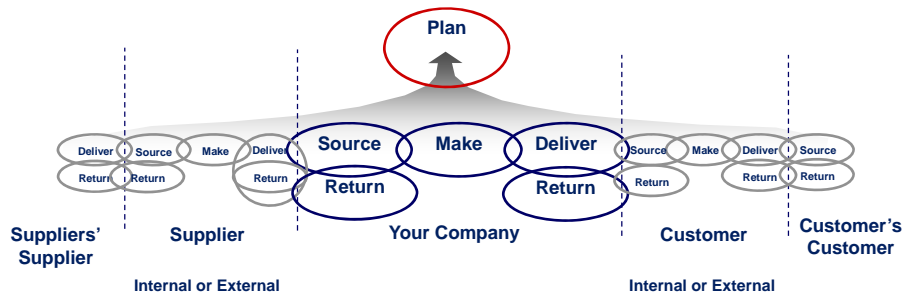 Plan
Deliver Source Make Deliver Source Make Deliver Source Make Deliver Source
Return Return Return Return Return Return Return Return
Suppliers' Supplier Your Company Customer Customer's
Supplier Customer
Internal or External Internal or External